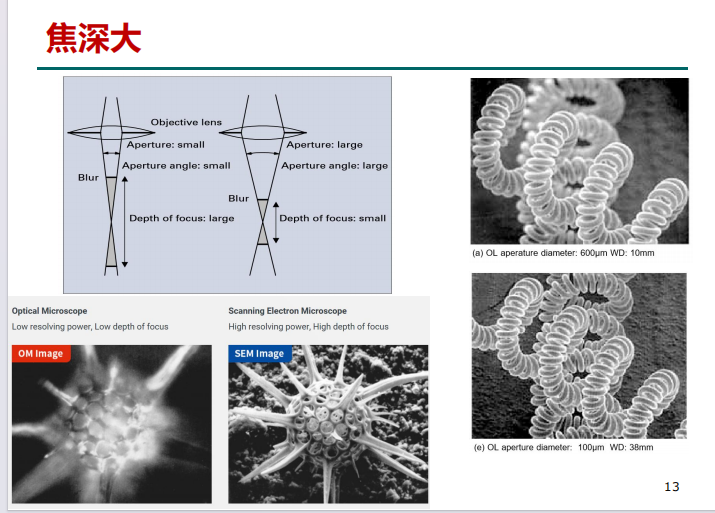 焦深大
Objective lens
Aperture: small
Aperture: large
Aperture angle: small
Aperture angle: large
Blur
Blur
Depth of focus: large
Depth of focus: small
(a) OL aperature diameter: 600μm WD: 10mm
Optical Microscope
Low resolving power, Low depth of focus
Scanning Electron Microscope
High resolving power, High depth of focus
OM Image
SEM Image
(e) OL aperture diameter: 100μm WD: 38mm
13